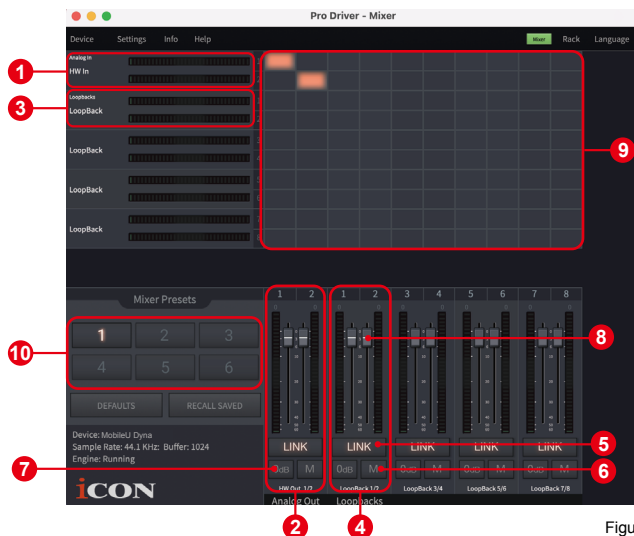 Pro Driver - Mixer
Device Settings Info Help Mixer Rack Language
Analog In
HW In
1
Loopbacks
LoopBack
3
LoopBack
LoopBack
LoopBack
9
Mixer Presets
1 2 1 2 3 4 5 6 7 8
1 2 3
4 5 6
10
8
DEFAULTS RECALL SAVED
Device: MobileU Dyna
Sample Rate: 44.1 KHz: Buffer: 1024
Engine: Running
iCON
LINK LINK LINK LINK LINK
5
0dB M 0dB M 0dB M 0dB M 0dB M
7
6
HW Out 1/2 LoopBack 1/2 LoopBack 3/4 LoopBack 5/6 LoopBack 7/8
Analog Out Loopbacks
2 4
Figu